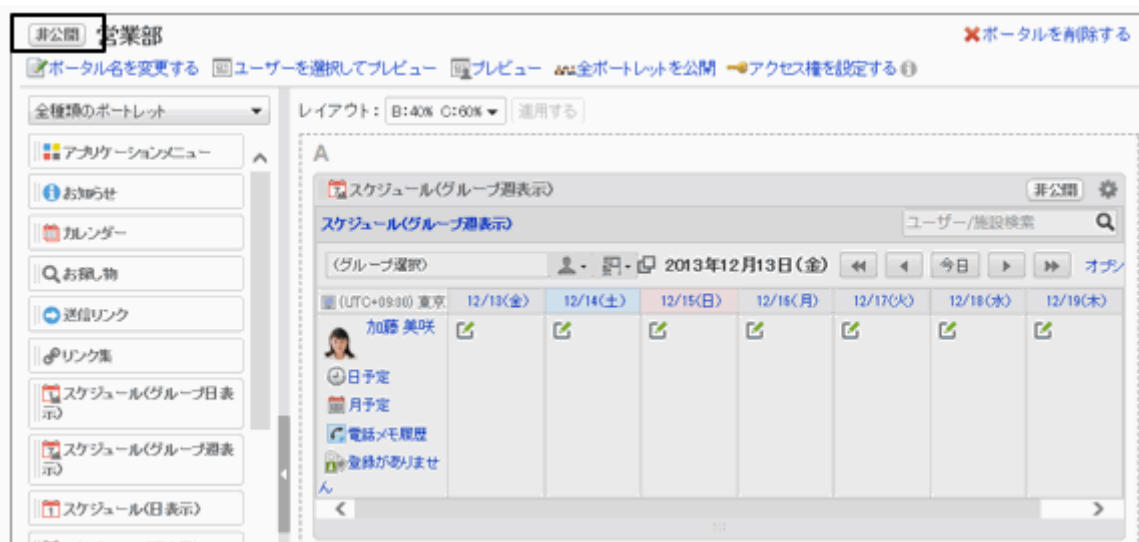 非公開 営業部 ポータルを削除する
ポータル名を変更する ユーザーを選択してプレビュー プレビュー 全ポートレットを公開 アクセス権を設定する
全種類のポートレット レイアウト： B:40% C:60% 適用する
アプリケーションメニュー
お知らせ
カレンダー
お探し物
送信リンク
リンク集
スケジュール(グループ日表
示)
スケジュール(グループ週表
示)
スケジュール(日表示)
A
スケジュール(グループ週表示) 非公開
スケジュール(グループ週表示) ユーザー/施設検索
(グループ選択) 2013年12月13日(金) 今日 オプ
(UTC+09:00) 東京 12/13(金) 12/14(土) 12/15(日) 12/16(月) 12/17(火) 12/18(水) 12/19(木)
加藤 美咲
日予定
月予定
電話メモ履歴
登録がありませ
ん